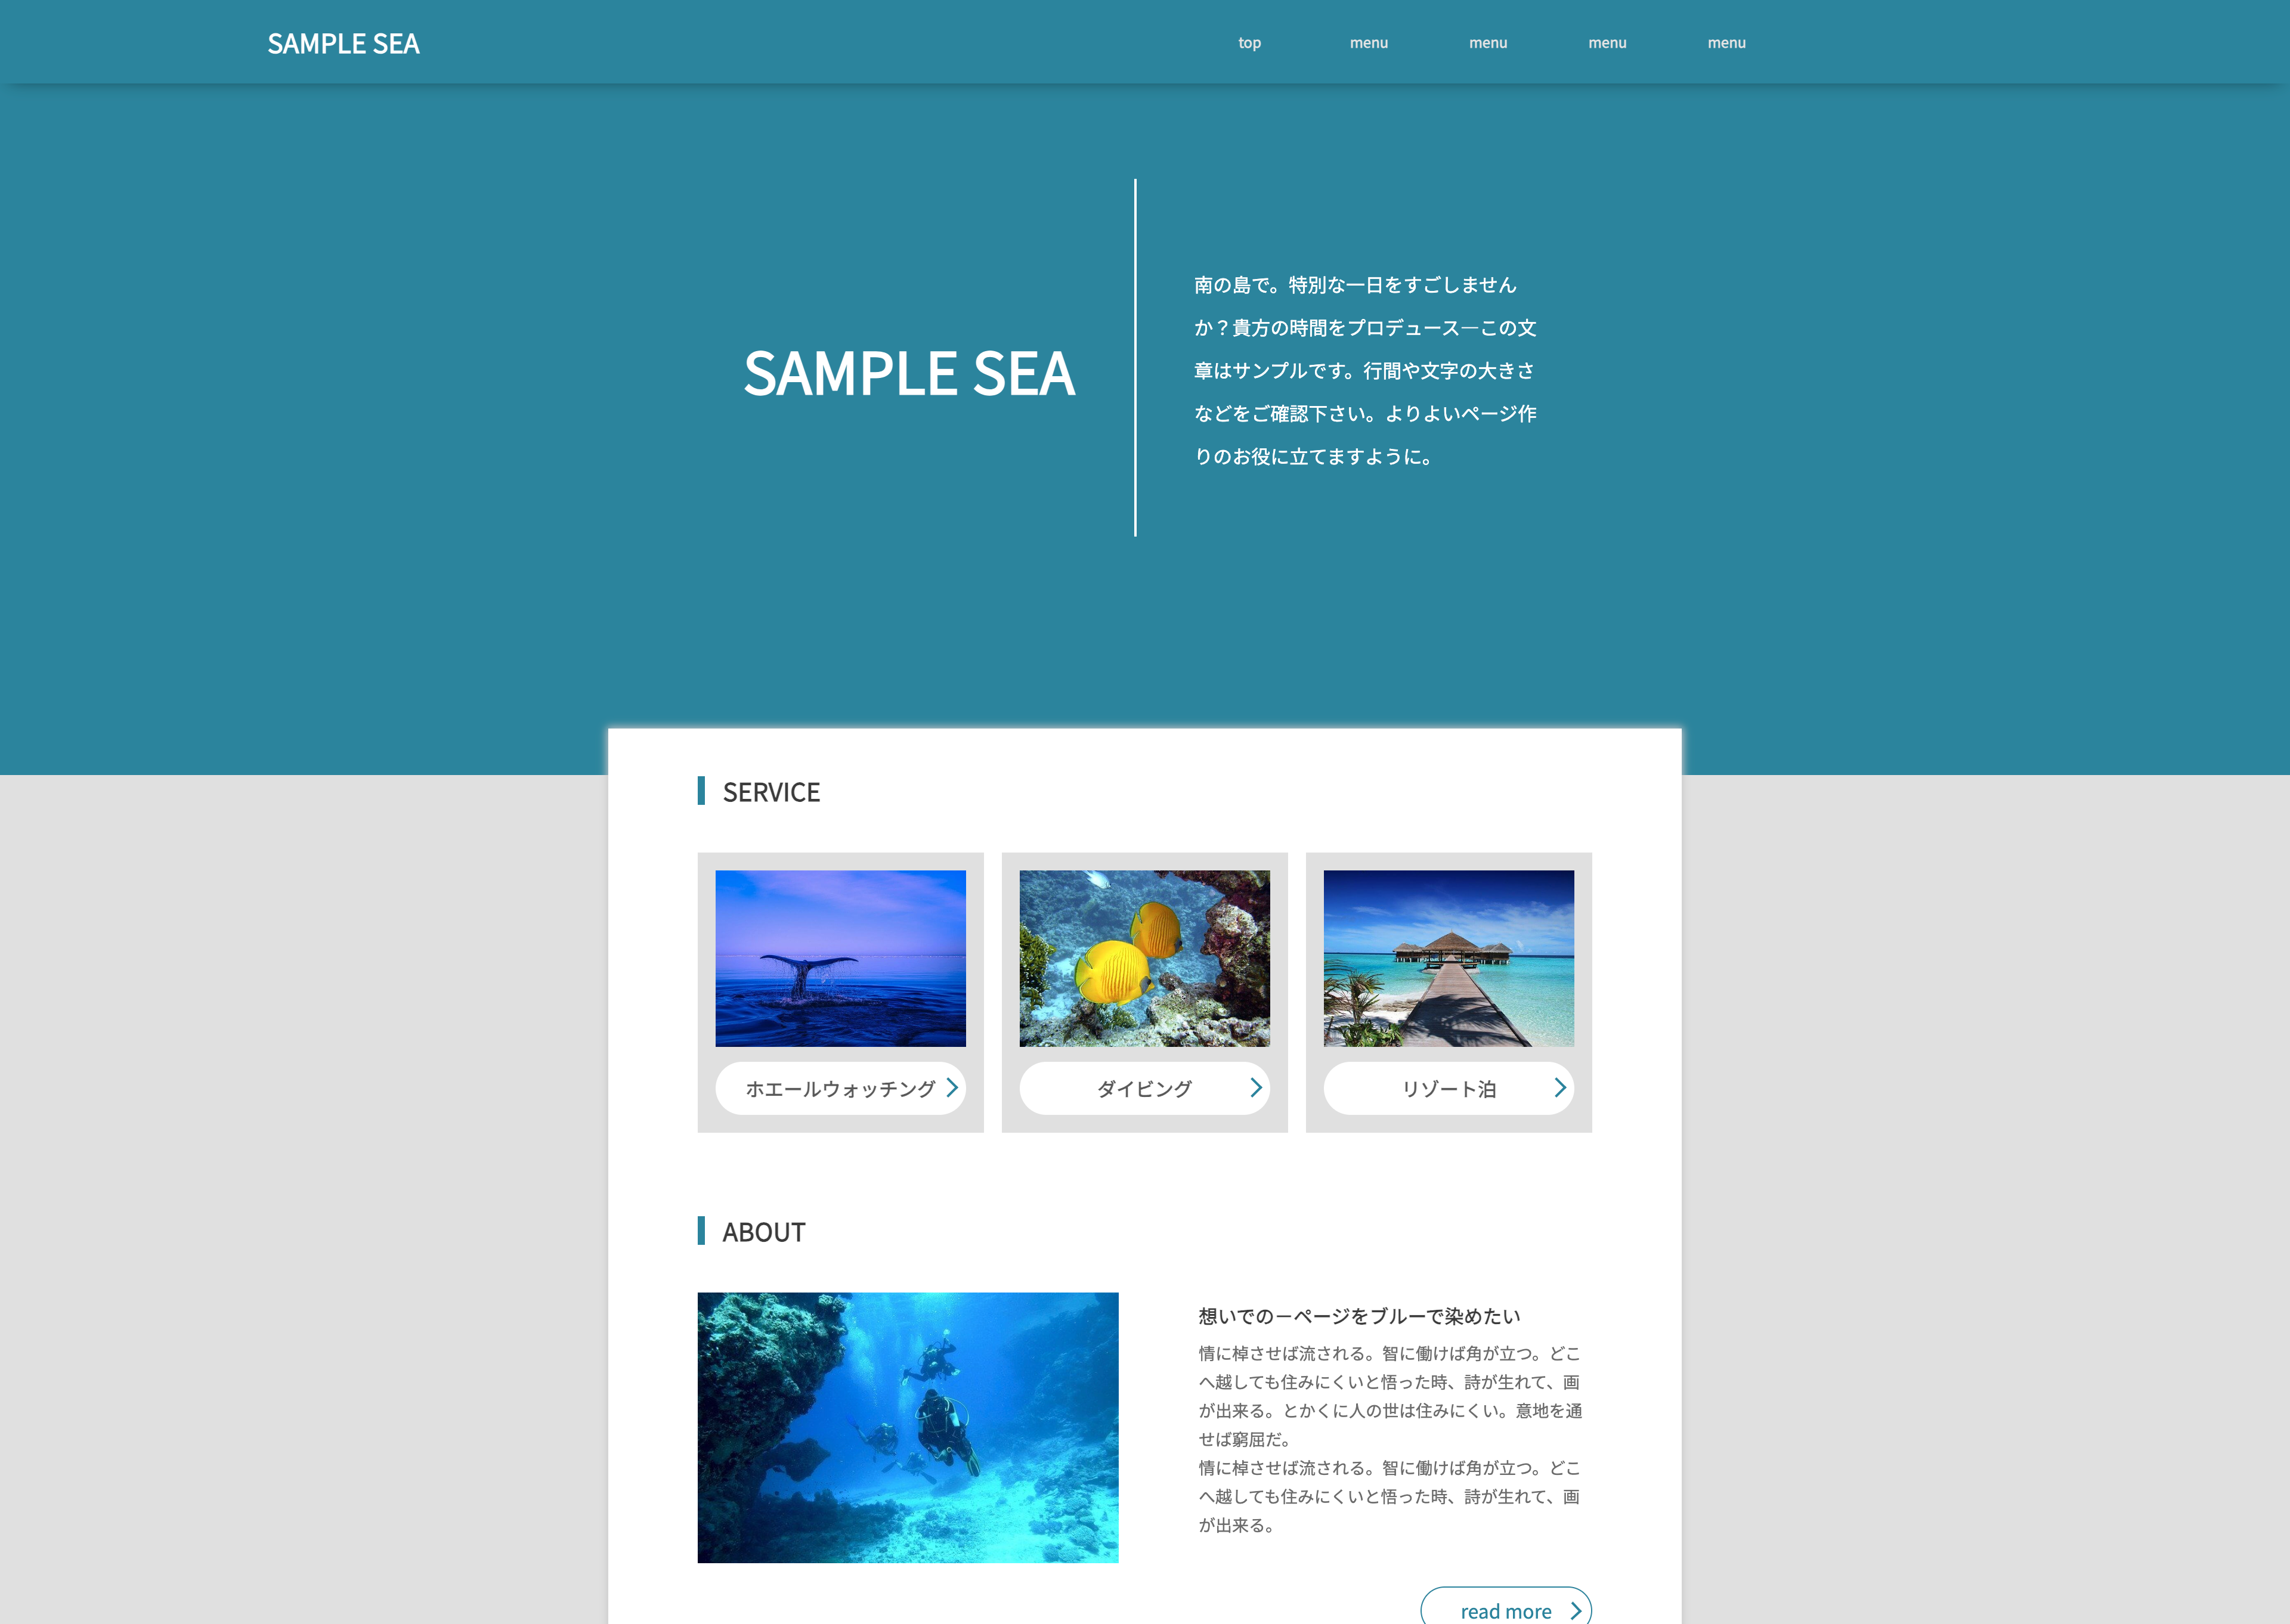 SAMPLE SEA
top menu menu menu menu
SAMPLE SEA
南の島で。特別な一日をすごしません
か？貴方の時間をプロデュース―この文
章はサンプルです。行間や文字の大きさ
などをご確認下さい。よりよいページ作
りのお役に立てますように。
SERVICE
ホエールウォッチング
ダイビング
リゾート泊
ABOUT
想いでの－ページをブルーで染めたい
情に棹させば流される。智に働けば角が立つ。どこ
へ越しても住みにくいと悟った時、詩が生れて、画
が出来る。とかくに人の世は住みにくい。意地を通
せば窮屈だ。
情に棹させば流される。智に働けば角が立つ。どこ
へ越しても住みにくいと悟った時、詩が生れて、画
が出来る。
read more